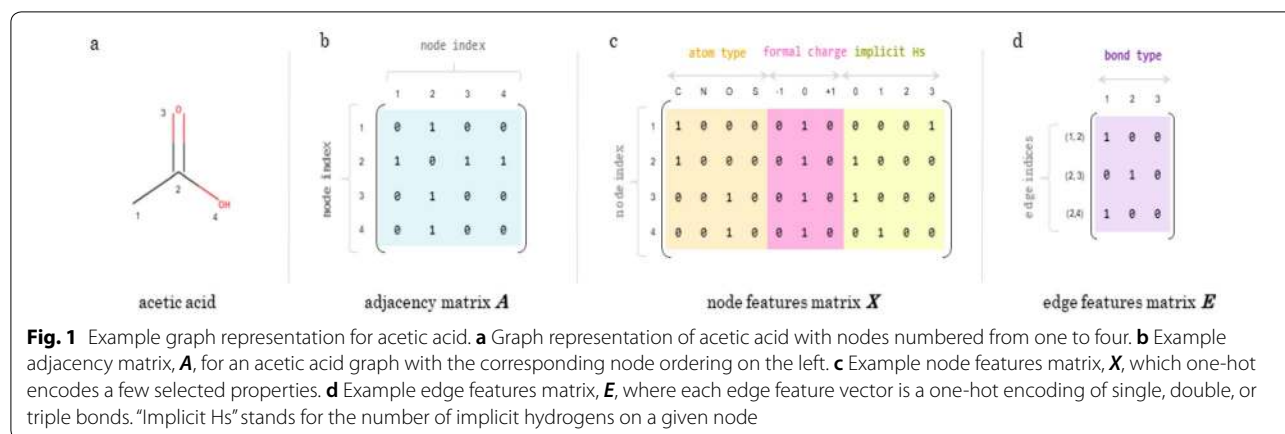 a
b
c
d
node index
atom type formal charge implicit Hs
bond type
O
3
2
1
4
OH
1 2 3 4
node index
1 0 1 0 0
2 1 0 1 1
3 0 1 0 0
4 0 1 0 0
C N O S -1 0 +1 0 1 2 3
node index
1 1 0 0 0 0 1 0 0 0 0 1
2 1 0 0 0 0 1 0 1 0 0 0
3 0 0 1 0 0 1 0 1 0 0 0
4 0 0 1 0 0 1 0 0 1 0 0
1 2 3
edge indices
(1, 2) 1 0 0
(2, 3) 0 1 0
(2,4) 1 0 0
acetic acid
adjacency matrix A
node features matrix X
edge features matrix E
Fig. 1 Example graph representation for acetic acid. a Graph representation of acetic acid with nodes numbered from one to four. b Example
adjacency matrix, A, for an acetic acid graph with the corresponding node ordering on the left. c Example node features matrix, X, which one-hot
encodes a few selected properties. d Example edge features matrix, E, where each edge feature vector is a one-hot encoding of single, double, or
triple bonds. “Implicit Hs” stands for the number of implicit hydrogens on a given node